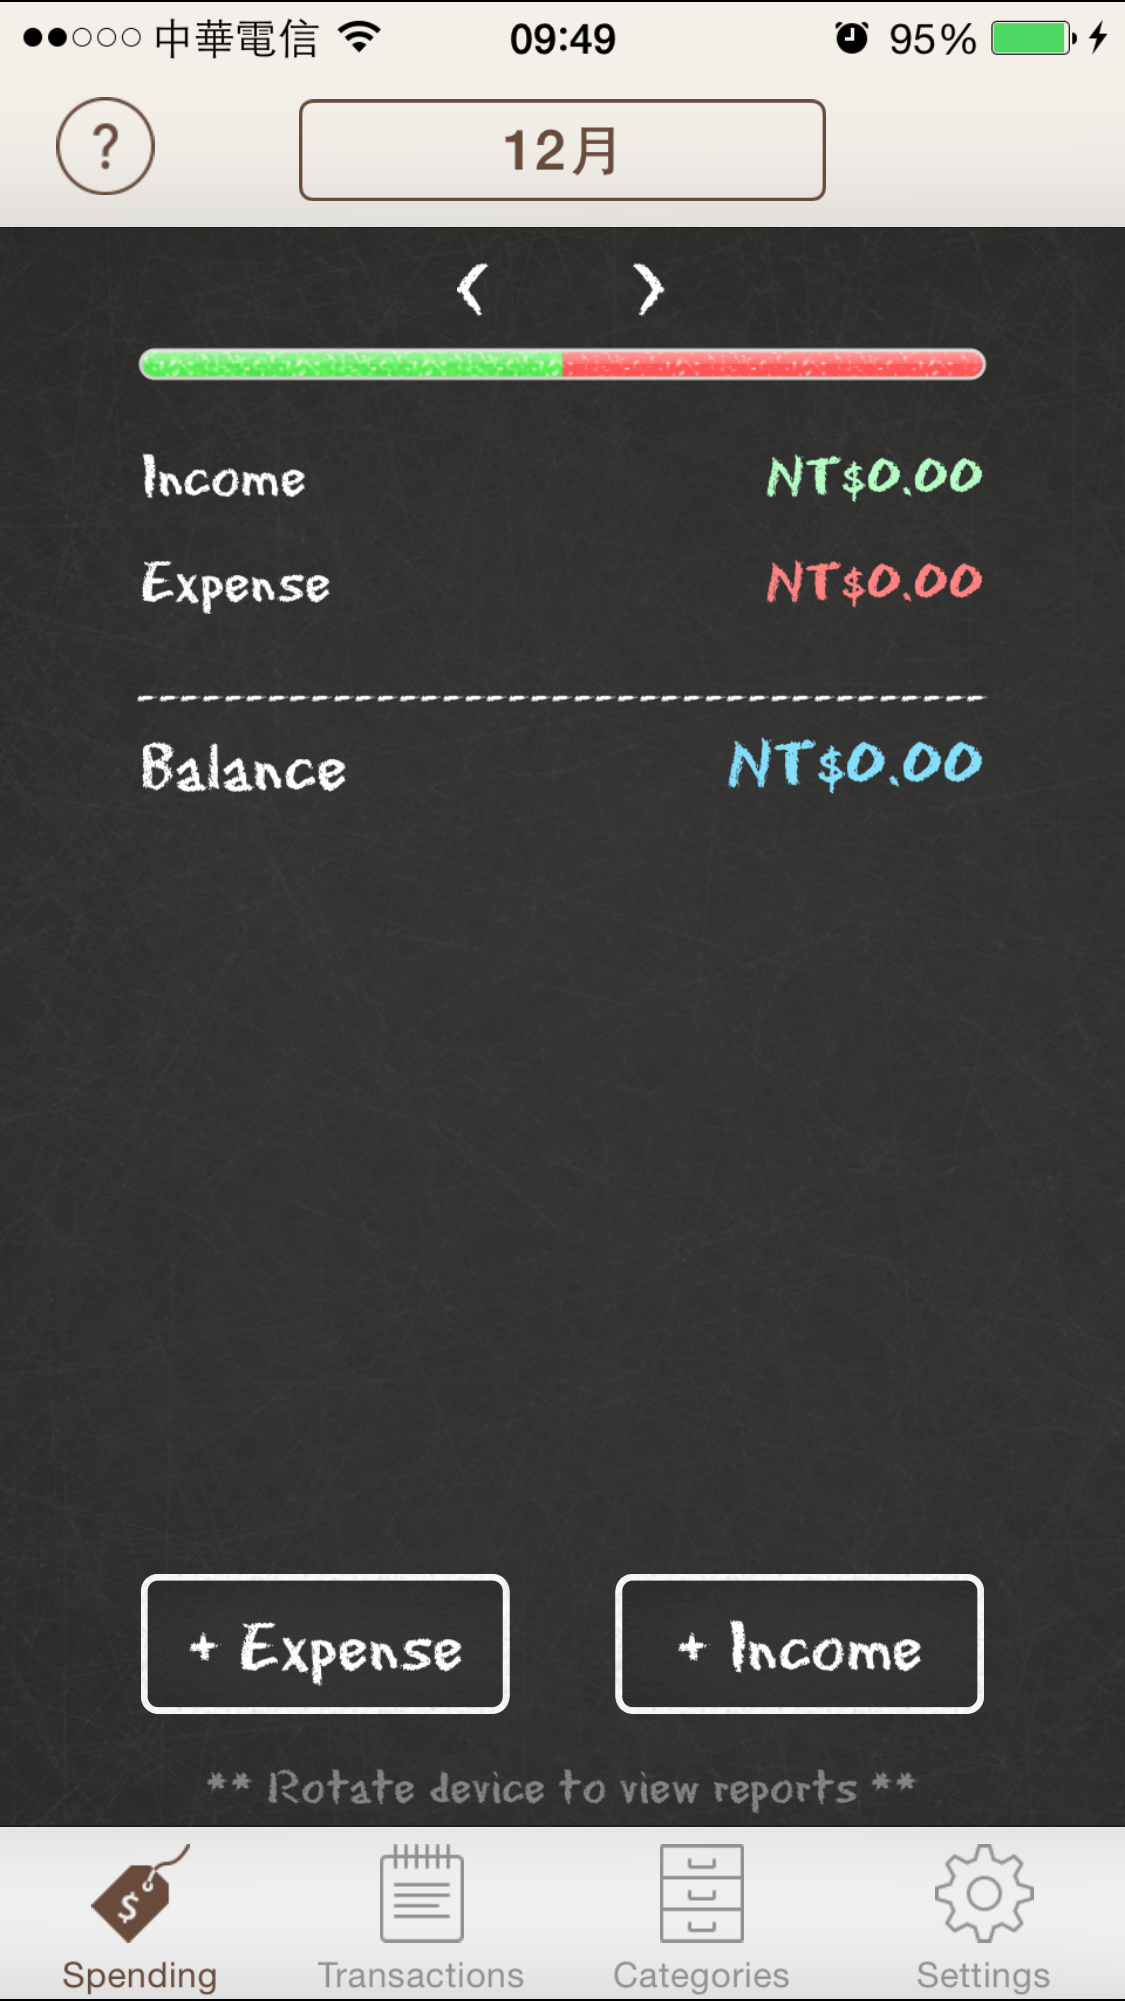 中華電信 09:49 95%
?
12月
Income NT$0.00
Expense NT$0.00
Balance NT$0.00
+ Expense + Income
** Rotate device to view reports **
Spending Transactions Categories Settings